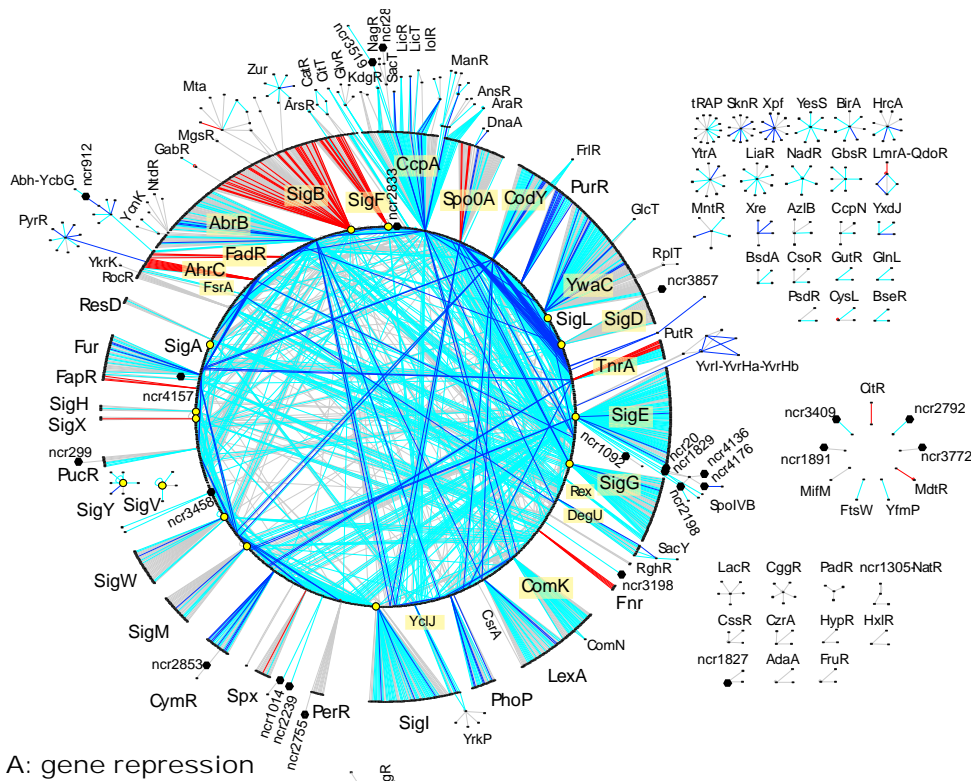 ncr3519
NagR
ncr28
KdgR
SacT
LicR
LicT
IolR
ManR
AnsR
AraR
DnaA
Zur
CatR
CitT
GlvR
ArsR
Mta
MgsR
GabR
NtdR
YcnK
ncr912
Abh-YcbG
PyrR
YkrK
RocR
CcpA
SigB
SigF
ncr2833
Spo0A
CodY
AbrB
FadR
AhrC
FsrA
FrlR
PurR
GlcT
RplT
ncr3857
YwaC
SigL
SigD
PutR
YvrI-YvrHa-YvrHb
TnrA
ResD
SigA
Fur
FapR
ncr4157
SigH
SigX
ncr299
PucR
SigY
SigV
ncr3458
SigE
ncr1092
ncr20
ncr1829
ncr4136
ncr4176
SigG
Rex
DegU
SpoIVB
ncr2198
SacY
RghR
ncr3198
Fnr
SigW
SigM
ncr2853
CymR
Spx
ncr1014
ncr2239
ncr2755
PerR
SigI
YclJ
CsrA
ComK
ComN
LexA
PhoP
YrkP
tRAP SknR Xpf YesS BirA HrcA
YtrA LiaR NadR GbsR LmrA-QdoR
MntR Xre AzlB CcpN YxdJ
BsdA CsoR GutR GlnL
PsdR CysL BseR
CitR
ncr3409 ncr2792
ncr1891 ncr3772
MifM MdtR
FtsW YfmP
LacR CggR PadR ncr1305-NatR
CssR CzrA HypR HxlR
ncr1827 AdaA FruR
A: gene repression
gR